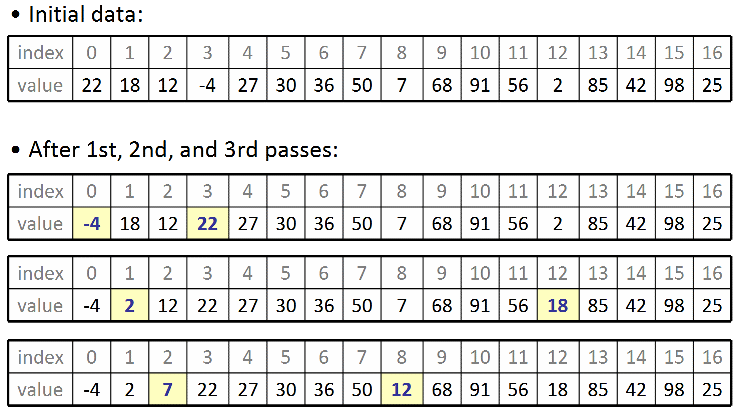 • Initial data:
index 0 1 2 3 4 5 6 7 8 9 10 11 12 13 14 15 16
value 22 18 12 -4 27 30 36 50 7 68 91 56 2 85 42 98 25
• After 1st, 2nd, and 3rd passes:
index 0 1 2 3 4 5 6 7 8 9 10 11 12 13 14 15 16
value -4 18 12 22 27 30 36 50 7 68 91 56 2 85 42 98 25
index 0 1 2 3 4 5 6 7 8 9 10 11 12 13 14 15 16
value -4 2 12 22 27 30 36 50 7 68 91 56 18 85 42 98 25
index 0 1 2 3 4 5 6 7 8 9 10 11 12 13 14 15 16
value -4 2 7 22 27 30 36 50 12 68 91 56 18 85 42 98 25